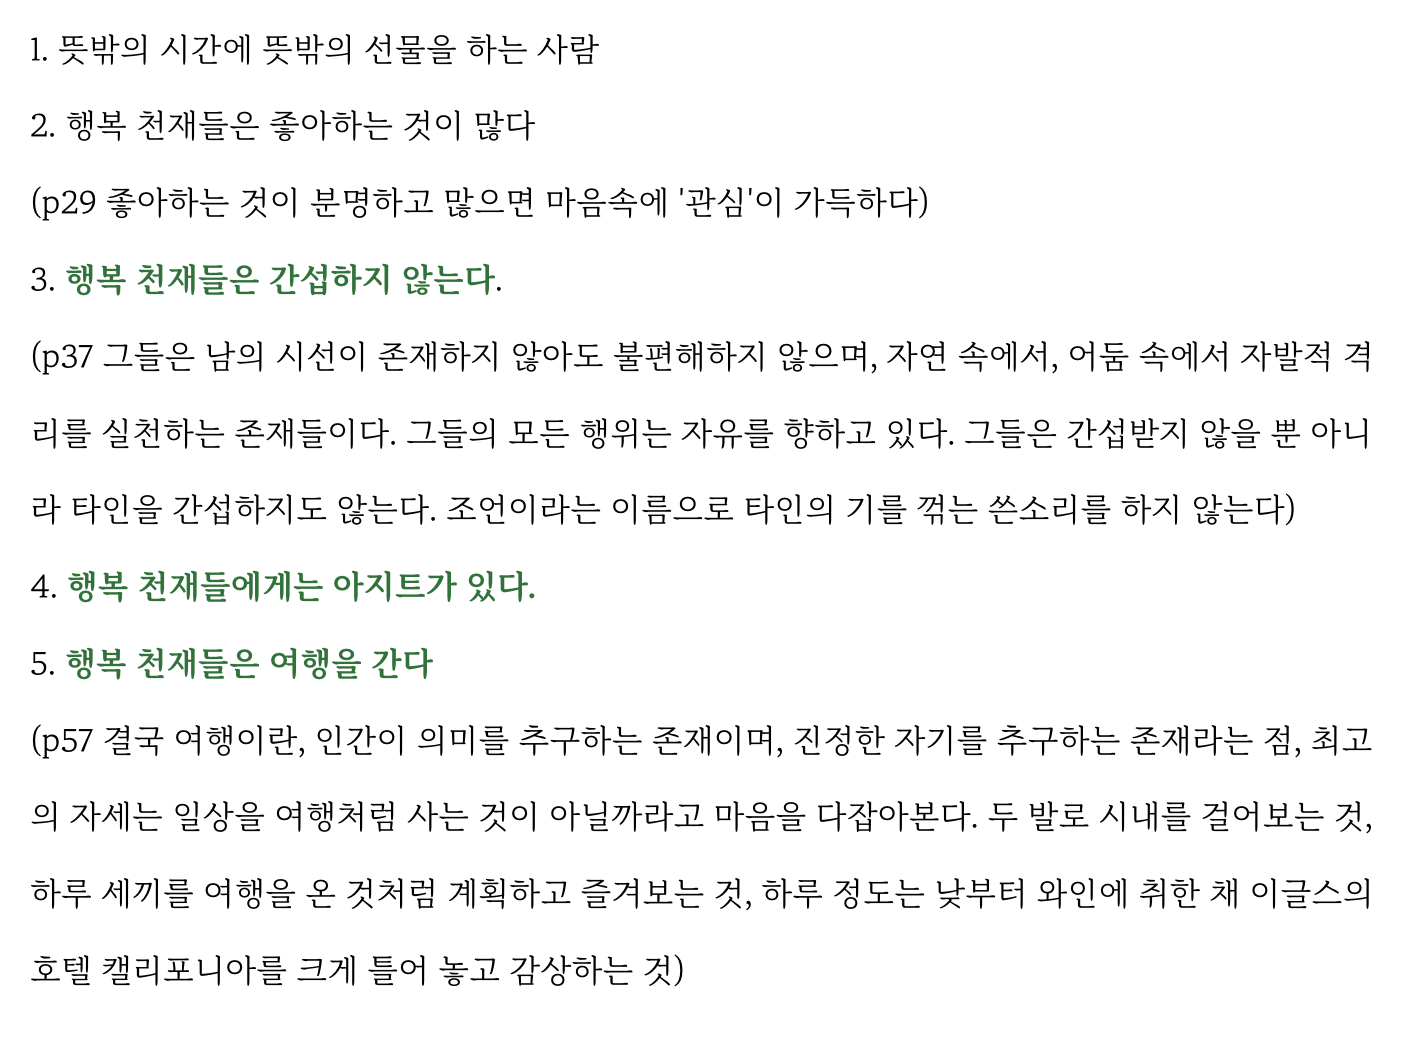 1. 뜻밖의 시간에 뜻밖의 선물을 하는 사람
2. 행복 천재들은 좋아하는 것이 많다
(p29 좋아하는 것이 분명하고 많으면 마음속에 '관심'이 가득하다)
3. 행복 천재들은 간섭하지 않는다.
(p37 그들은 남의 시선이 존재하지 않아도 불편해하지 않으며, 자연 속에서, 어둠 속에서 자발적 격
리를 실천하는 존재들이다. 그들의 모든 행위는 자유를 향하고 있다. 그들은 간섭받지 않을 뿐 아니
라 타인을 간섭하지도 않는다. 조언이라는 이름으로 타인의 기를 꺾는 쓴소리를 하지 않는다)
4. 행복 천재들에게는 아지트가 있다.
5. 행복 천재들은 여행을 간다
(p57 결국 여행이란, 인간이 의미를 추구하는 존재이며, 진정한 자기를 추구하는 존재라는 점, 최고
의 자세는 일상을 여행처럼 사는 것이 아닐까라고 마음을 다잡아본다. 두 발로 시내를 걸어보는 것,
하루 세끼를 여행을 온 것처럼 계획하고 즐겨보는 것, 하루 정도는 낮부터 와인에 취한 채 이글스의
호텔 캘리포니아를 크게 틀어 놓고 감상하는 것)